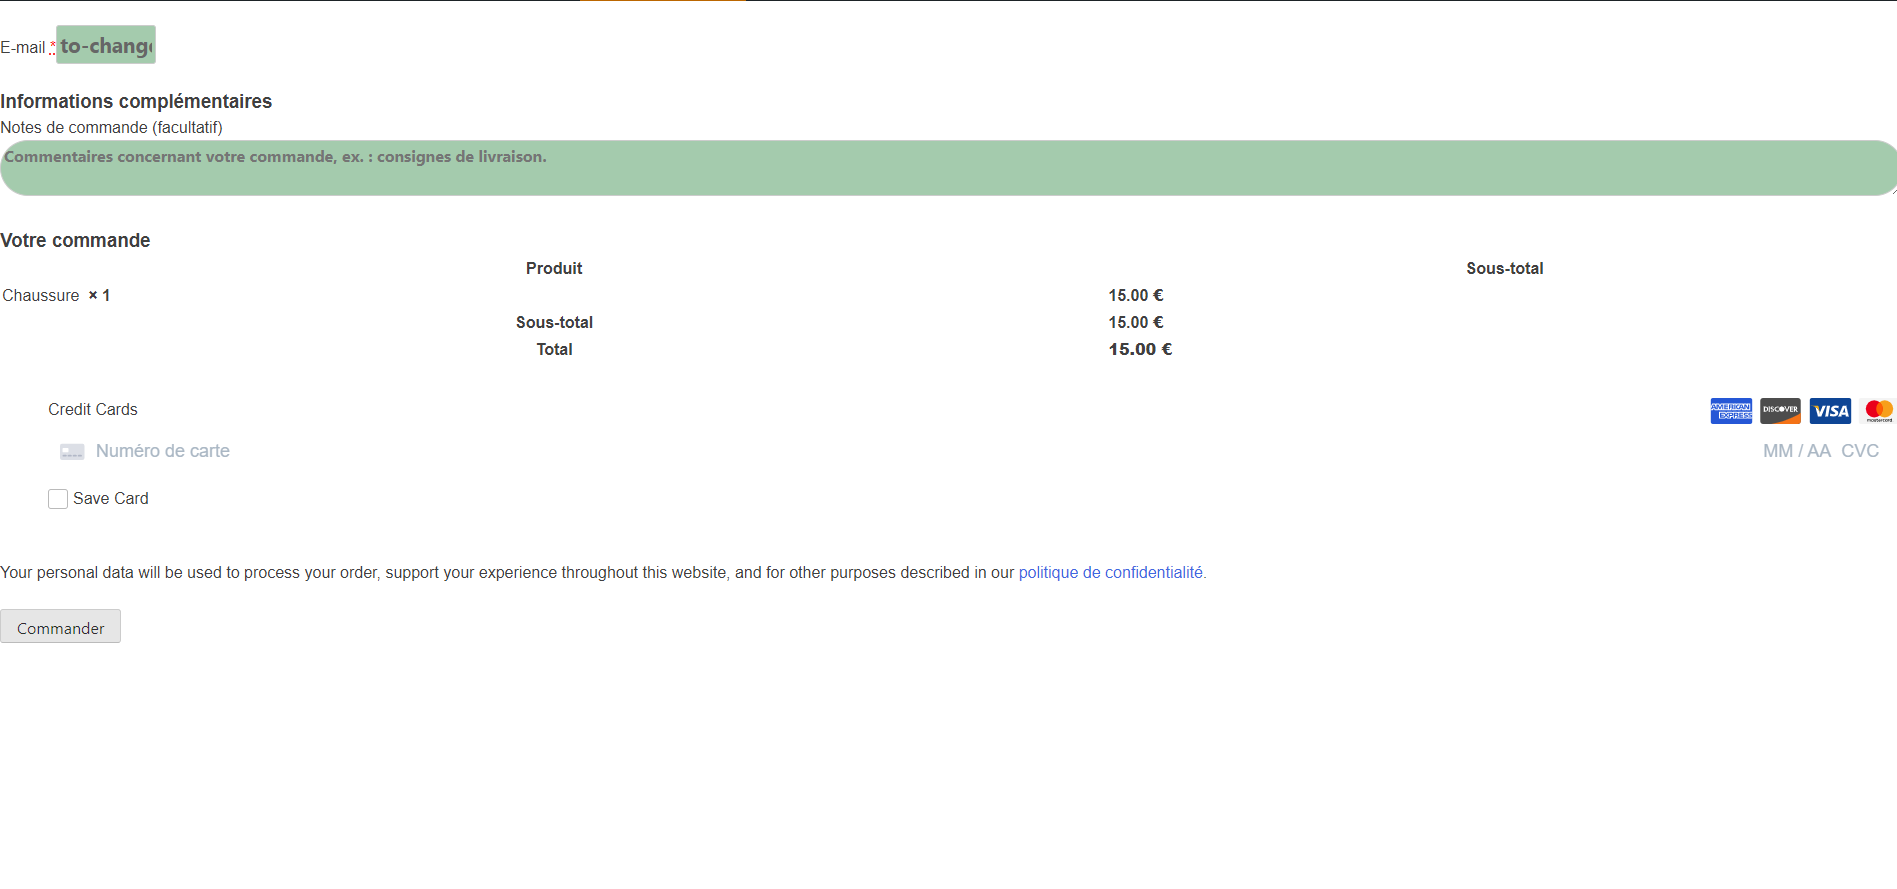 E-mail * to-change
Informations complémentaires
Notes de commande (facultatif)
Commentaires concernant votre commande, ex. : consignes de livraison.
Votre commande
Produit Sous-total
Chaussure × 1 15.00 €
Sous-total 15.00 €
Total 15.00 €
Credit Cards AMERICAN EXPRESS DISCOVER VISA mastercard
Numéro de carte MM / AA CVC
Save Card
Your personal data will be used to process your order, support your experience throughout this website, and for other purposes described in our politique de confidentialité.
Commander